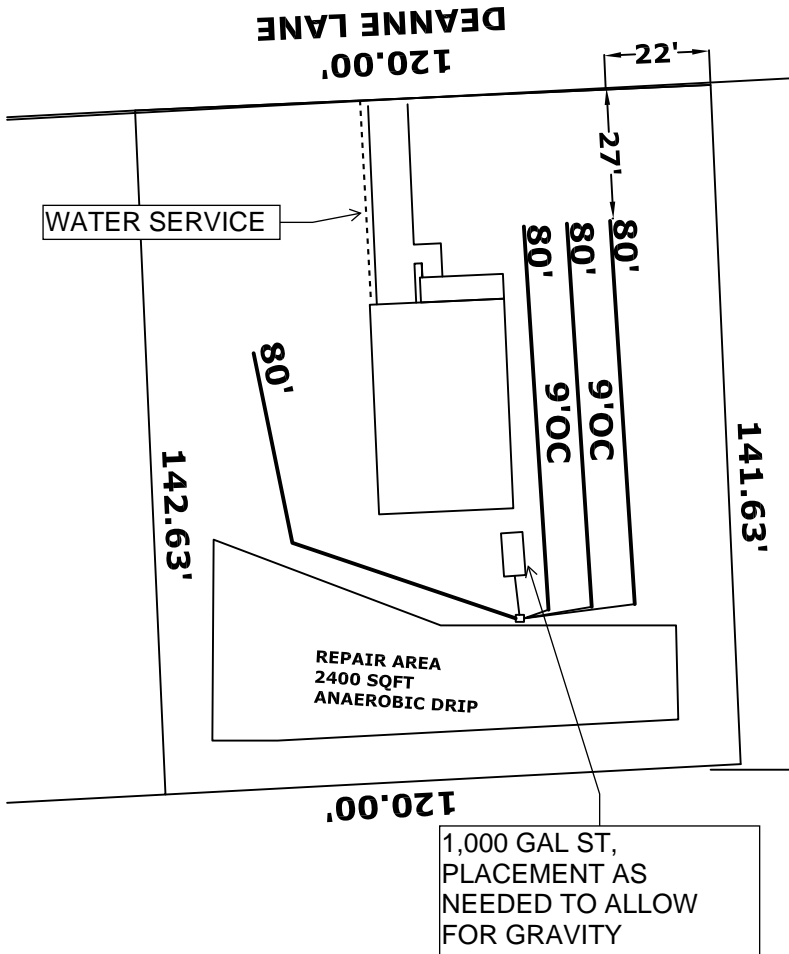 DEANNE LANE
120.00'
22'
27'
WATER SERVICE
80'
80'
80'
80'
9'OC
9'OC
142.63'
141.63'
REPAIR AREA
2400 SQFT
ANAEROBIC DRIP
120.00'
1,000 GAL ST,
PLACEMENT AS
NEEDED TO ALLOW
FOR GRAVITY